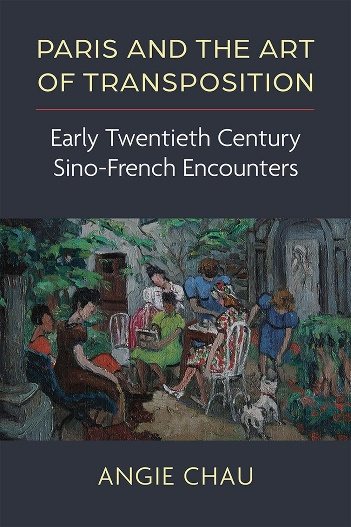 PARIS AND THE ART
OF TRANSPOSITION
Early Twentieth Century
Sino-French Encounters
ANGIE CHAU